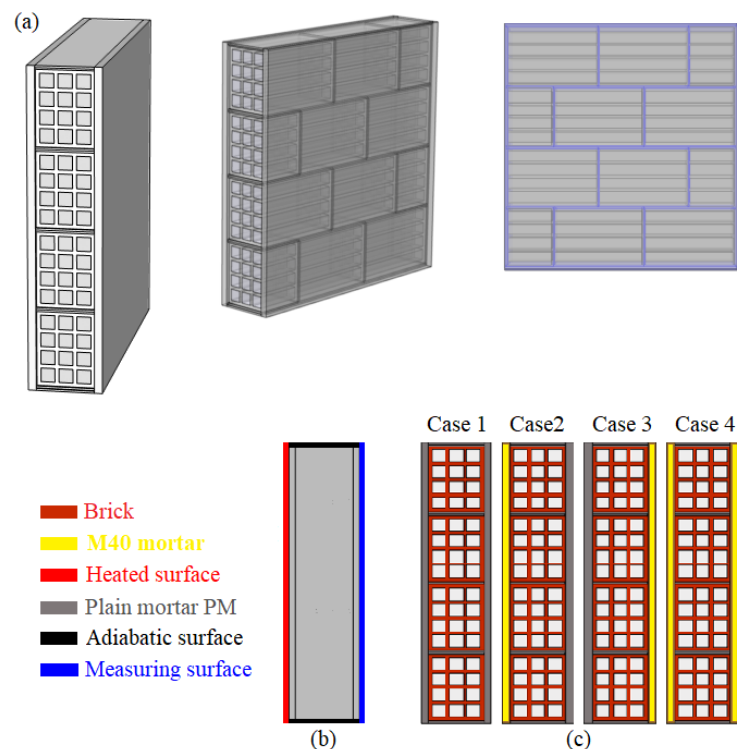 (a)
Case 1 Case2 Case 3 Case 4
Brick
M40 mortar
Heated surface
Plain mortar PM
Adiabatic surface
Measuring surface
(b) (c)